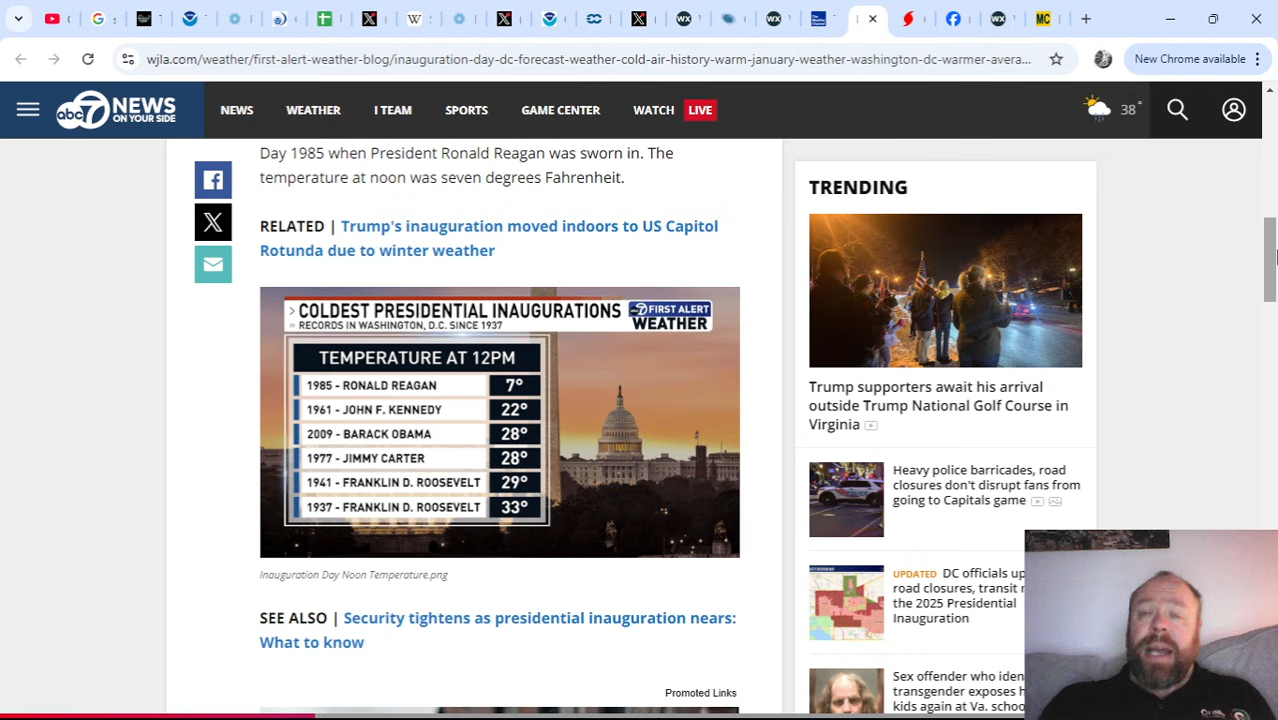 wjla.com/weather/first-alert-weather-blog/inauguration-day-dc-forecast-weather-cold-air-history-warm-january-weather-washington-dc-warmer-avera...
New Chrome available
abc 7 NEWS
ON YOUR SIDE
NEWS
WEATHER
I TEAM
SPORTS
GAME CENTER
WATCH LIVE
38°
Day 1985 when President Ronald Reagan was sworn in. The
temperature at noon was seven degrees Fahrenheit.
RELATED | Trump's inauguration moved indoors to US Capitol
Rotunda due to winter weather
> COLDEST PRESIDENTIAL INAUGURATIONS
RECORDS IN WASHINGTON, D.C. SINCE 1937
abc 7 FIRST ALERT
WEATHER
TEMPERATURE AT 12PM
1985 - RONALD REAGAN 7°
1961 - JOHN F. KENNEDY 22°
2009 - BARACK OBAMA 28°
1977 - JIMMY CARTER 28°
1941 - FRANKLIN D. ROOSEVELT 29°
1937 - FRANKLIN D. ROOSEVELT 33°
Inauguration Day Noon Temperature.png
SEE ALSO | Security tightens as presidential inauguration nears:
What to know
Promoted Links
TRENDING
Trump supporters await his arrival
outside Trump National Golf Course in
Virginia
Heavy police barricades, road
closures don't disrupt fans from
going to Capitals game
UPDATED DC officials
road closures, transit
the 2025 Presidential
Inauguration
Sex offender who
transgender exposes
kids again at Va.